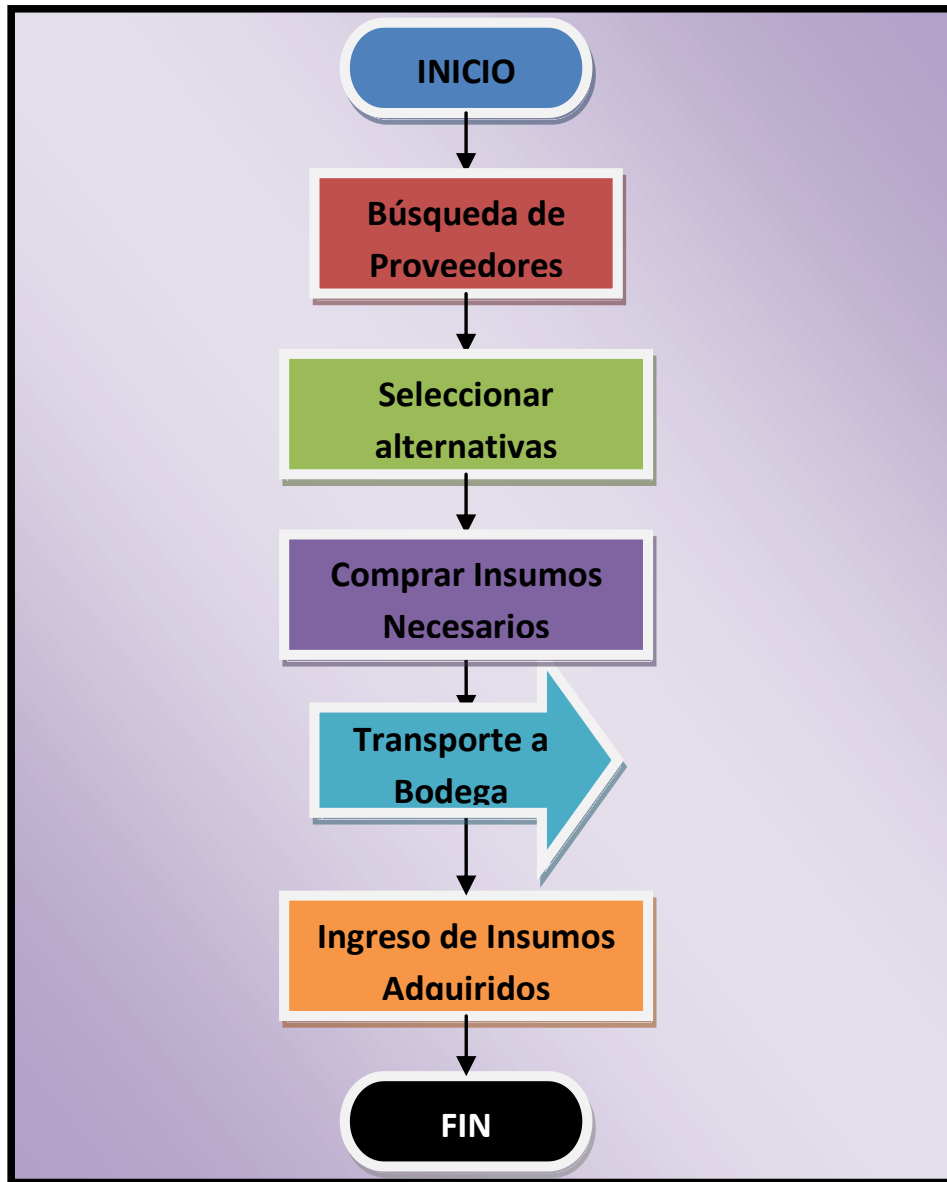 INICIO
Búsqueda de
Proveedores
Seleccionar
alternativas
Comprar Insumos
Necesarios
Transporte a
Bodega
Ingreso de Insumos
Adquiridos
FIN